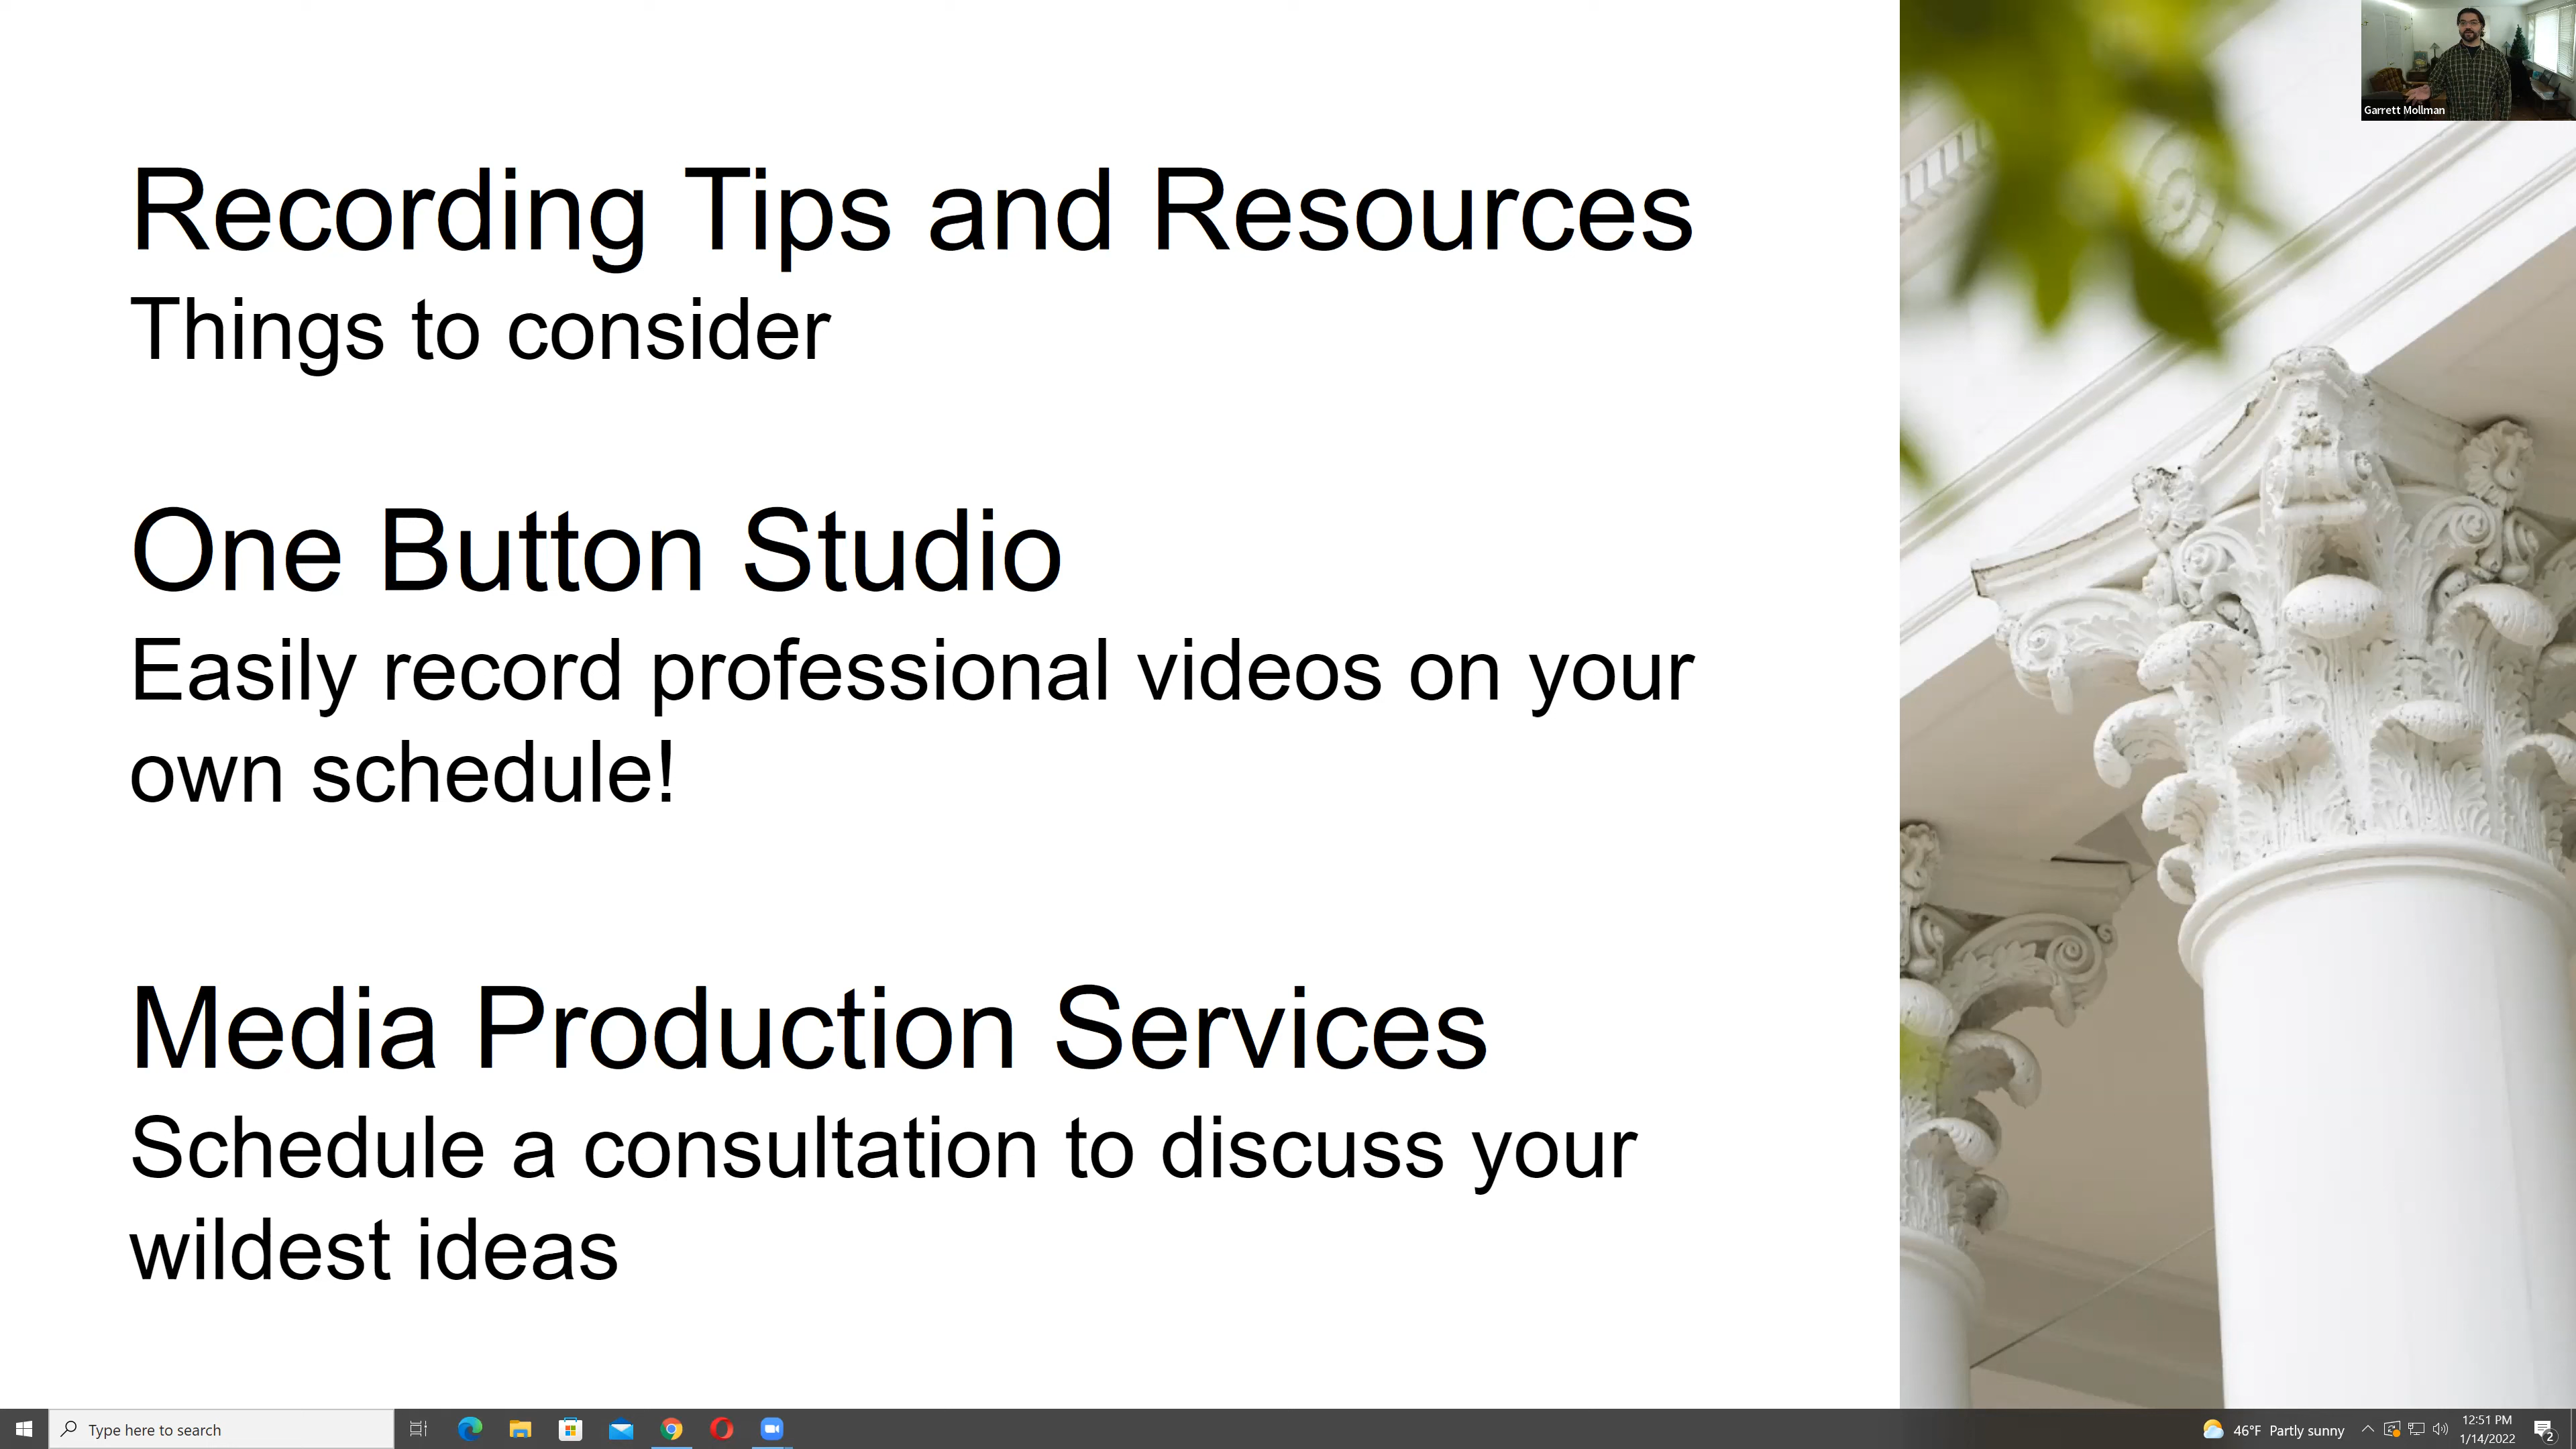 Garrett Mollman
Recording Tips and Resources
Things to consider
One Button Studio
Easily record professional videos on your
own schedule!
Media Production Services
Schedule a consultation to discuss your
wildest ideas
Type here to search
46°F Partly sunny
12:51 PM
1/14/2022
2